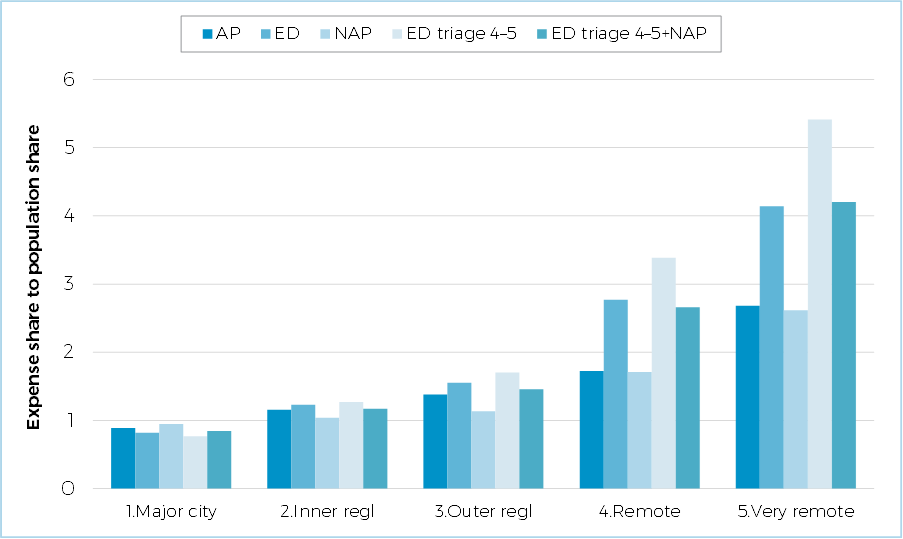 AP ED NAP ED triage 4–5 ED triage 4–5+NAP
Expense share to population share
6
5
4
3
2
1
0
1.Major city 2.Inner regl 3.Outer regl 4.Remote 5.Very remote